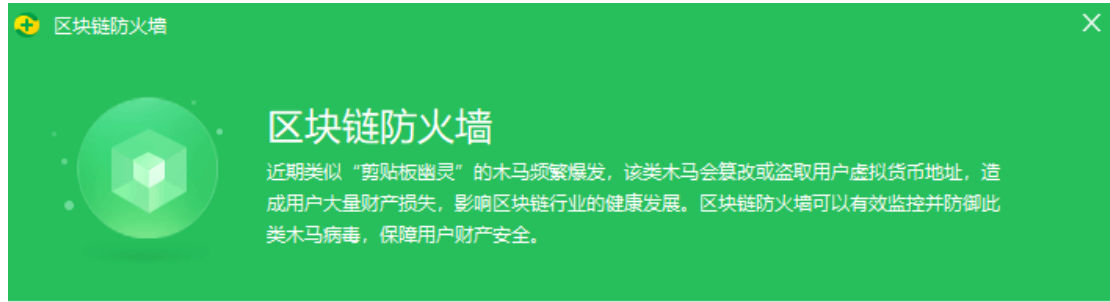 区块链防火墙
区块链防火墙
近期类似“剪贴板幽灵”的木马频繁爆发，该类木马会篡改或盗取用户虚拟货币地址，造
成用户大量财产损失，影响区块链行业的健康发展。区块链防火墙可以有效监控并防御此
类木马病毒，保障用户财产安全。